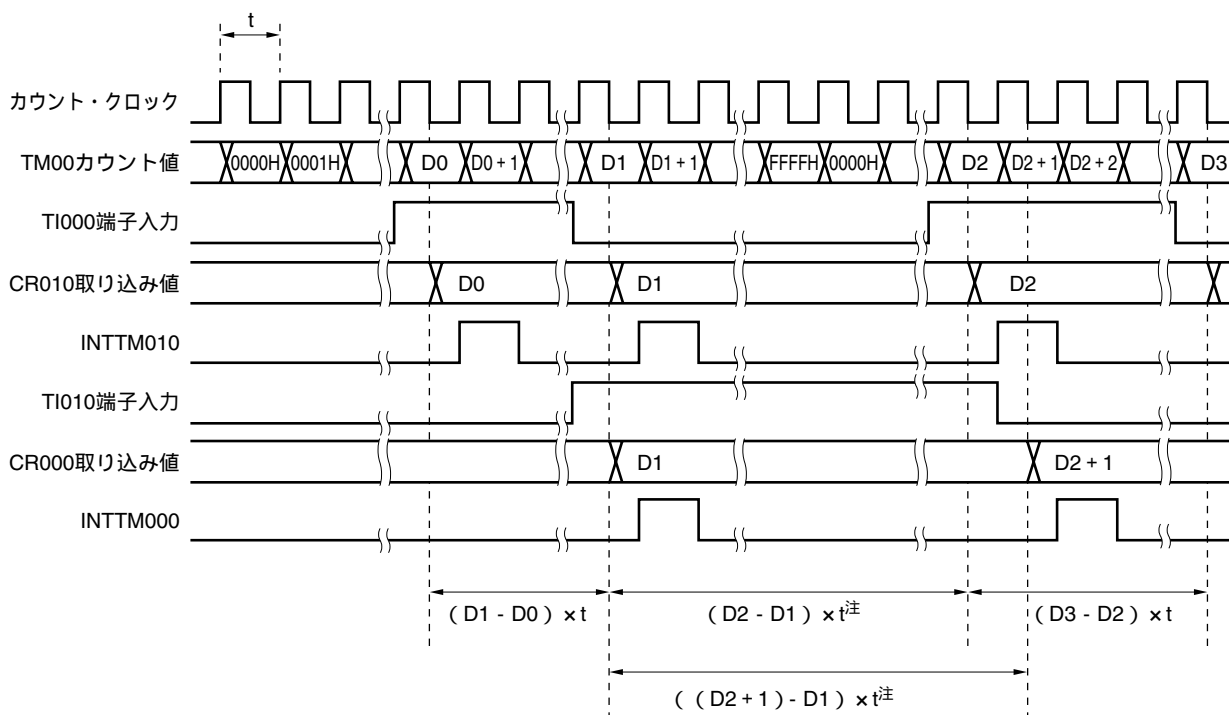 t
カウント・クロック
TM00カウント値
0000H 0001H D0 D0 + 1 D1 D1 + 1 FFFFH 0000H D2 D2 + 1 D2 + 2 D3
TI000端子入力
CR010取り込み値
D0 D1 D2
INTTM010
TI010端子入力
CR000取り込み値
D1 D2 + 1
INTTM000
( D1 - D0 ) × t ( D2 - D1 ) × t注 ( D3 - D2 ) × t
( ( D2 + 1 ) - D1 ) × t注